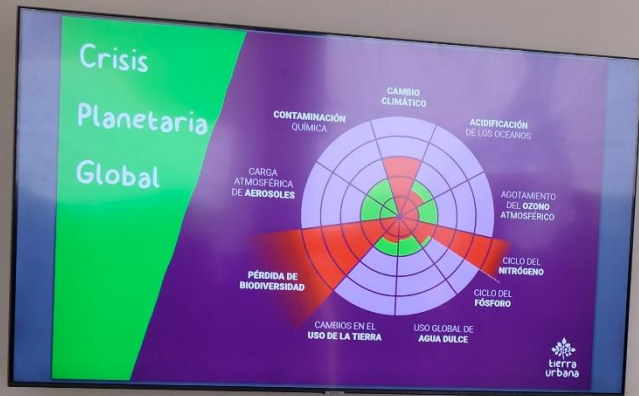 Crisis
Planetaria
Global
CAMBIO
CLIMÁTICO
ACIDIFICACIÓN
DE LOS OCÉANOS
AGOTAMIENTO
DEL OZONO
ATMOSFÉRICO
CICLO DEL
NITRÓGENO
CICLO DEL
FÓSFORO
USO GLOBAL DE
AGUA DULCE
CAMBIOS EN EL
USO DE LA TIERRA
PÉRDIDA DE
BIODIVERSIDAD
CARGA
ATMOSFÉRICA
DE AEROSOLES
CONTAMINACIÓN
QUÍMICA
tierra
urbana